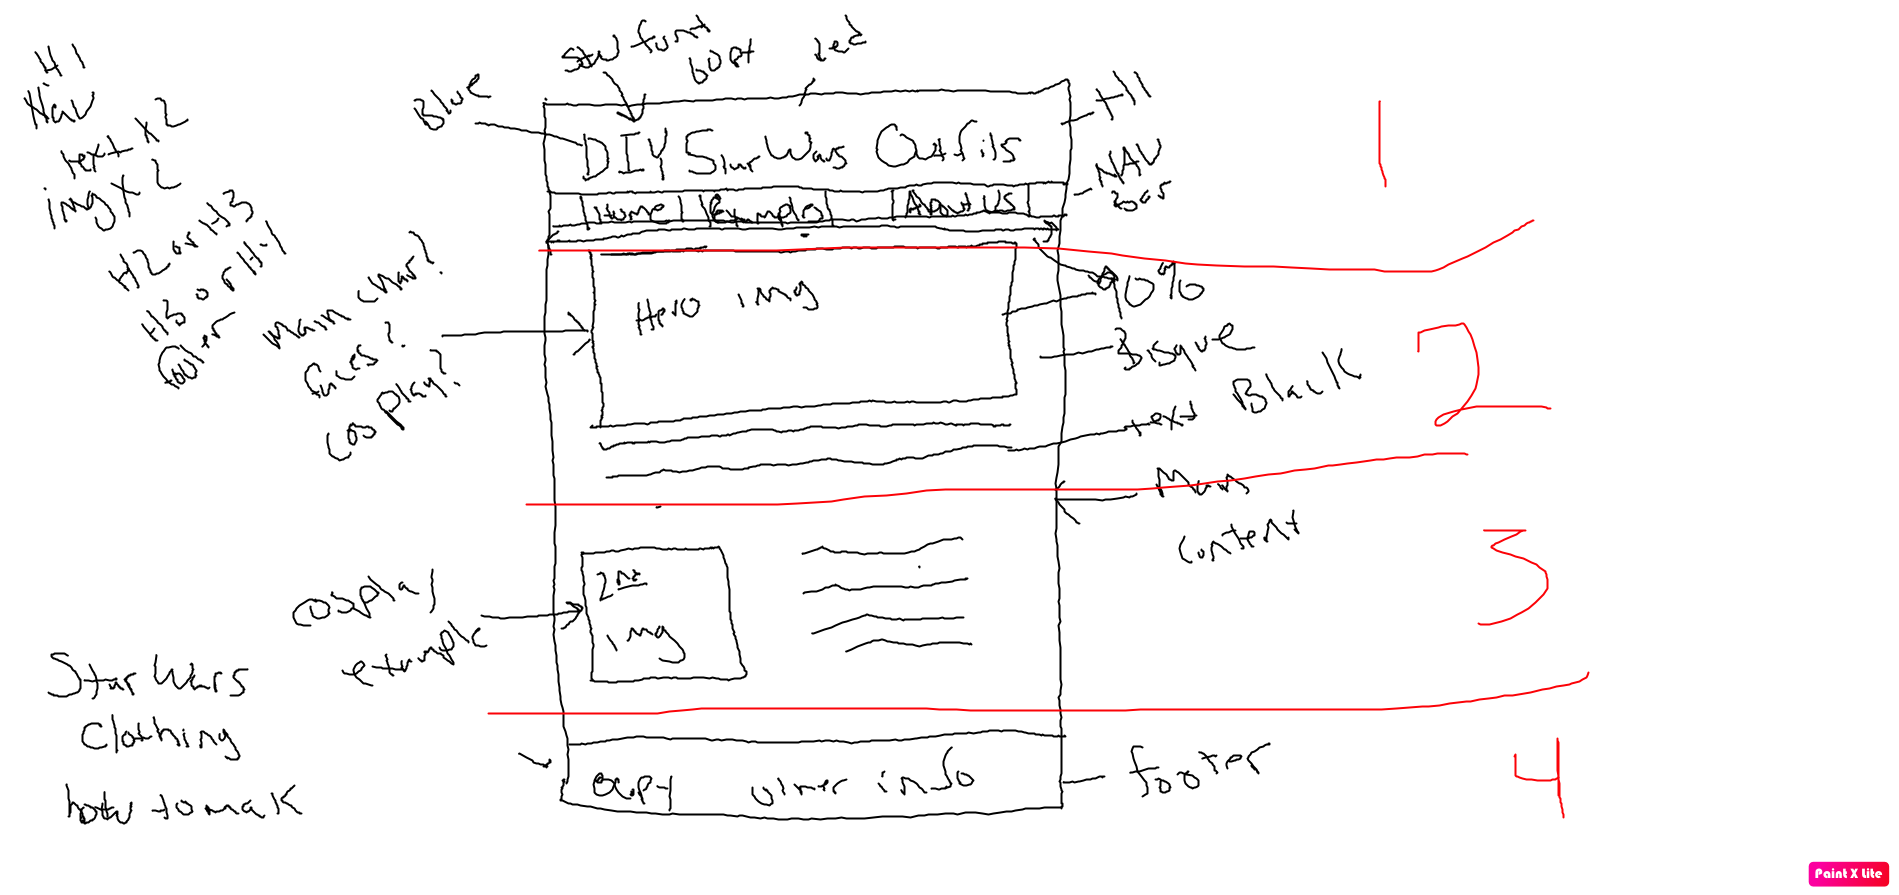 H1
Nav
text x 2
img x 2
H2 or H3
H3 or H4
footer
Blue
SW font
60pt
red
H1
DIY Star Wars Outfits
NAV
Bar
Home
Examples
About Us
main char?
faces?
cosplay?
Hero img
90%
Bisque
text Black
Main
content
cosplay
example
2nd
img
Star Wars
Clothing
how to mak
copy other info
footer
1
2
3
4
Paint X Lite